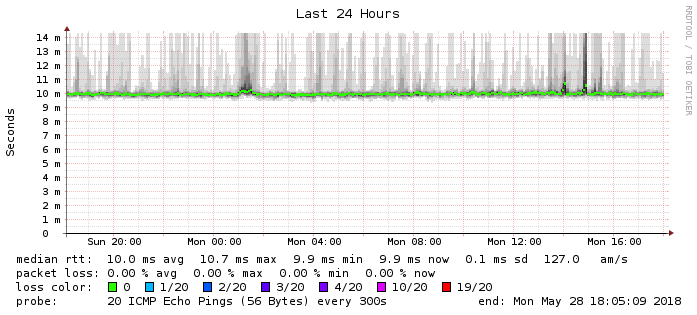 Last 24 Hours
RRDTOOL / TOBI OETIKER
Seconds
14 m
13 m
12 m
11 m
10 m
9 m
8 m
7 m
6 m
5 m
4 m
3 m
2 m
1 m
0
Sun 20:00 Mon 00:00 Mon 04:00 Mon 08:00 Mon 12:00 Mon 16:00
median rtt: 10.0 ms avg 10.7 ms max 9.9 ms min 9.9 ms now 0.1 ms sd 127.0 am/s
packet loss: 0.00 % avg 0.00 % max 0.00 % min 0.00 % now
loss color: 0 1/20 2/20 3/20 4/20 10/20 19/20
probe: 20 ICMP Echo Pings (56 Bytes) every 300s end: Mon May 28 18:05:09 2018